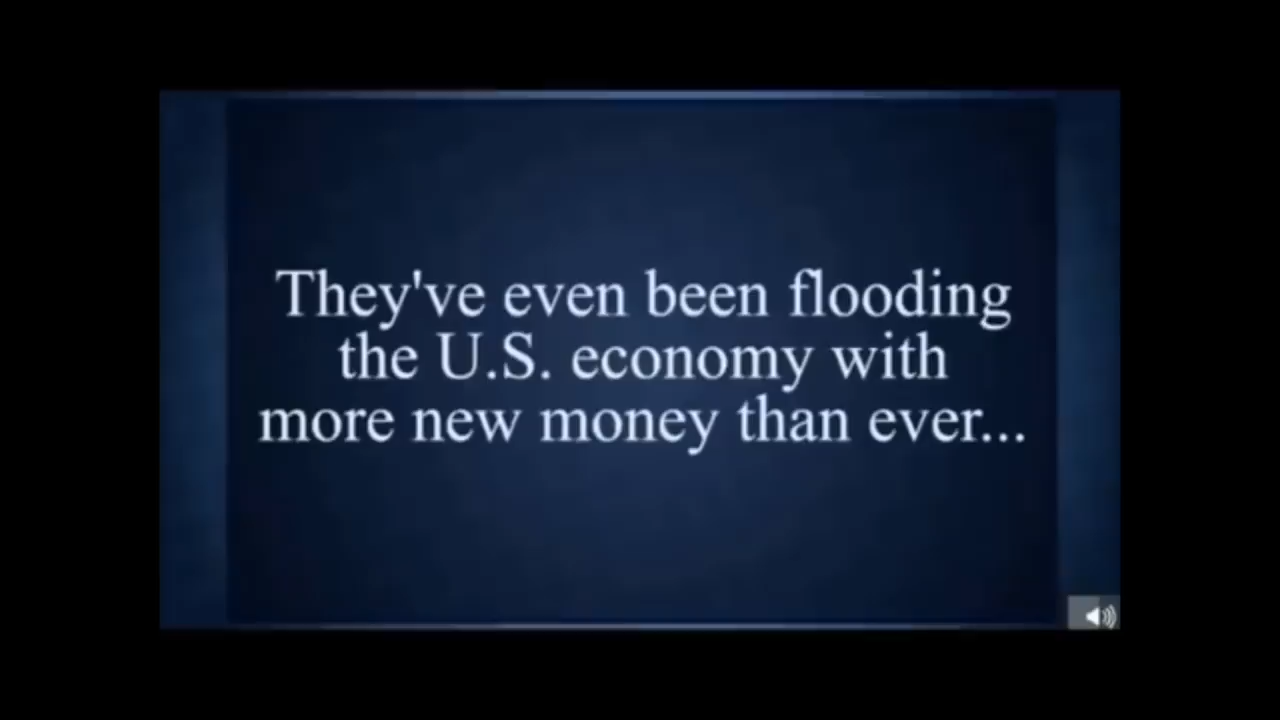 They've even been flooding
the U.S. economy with
more new money than ever...